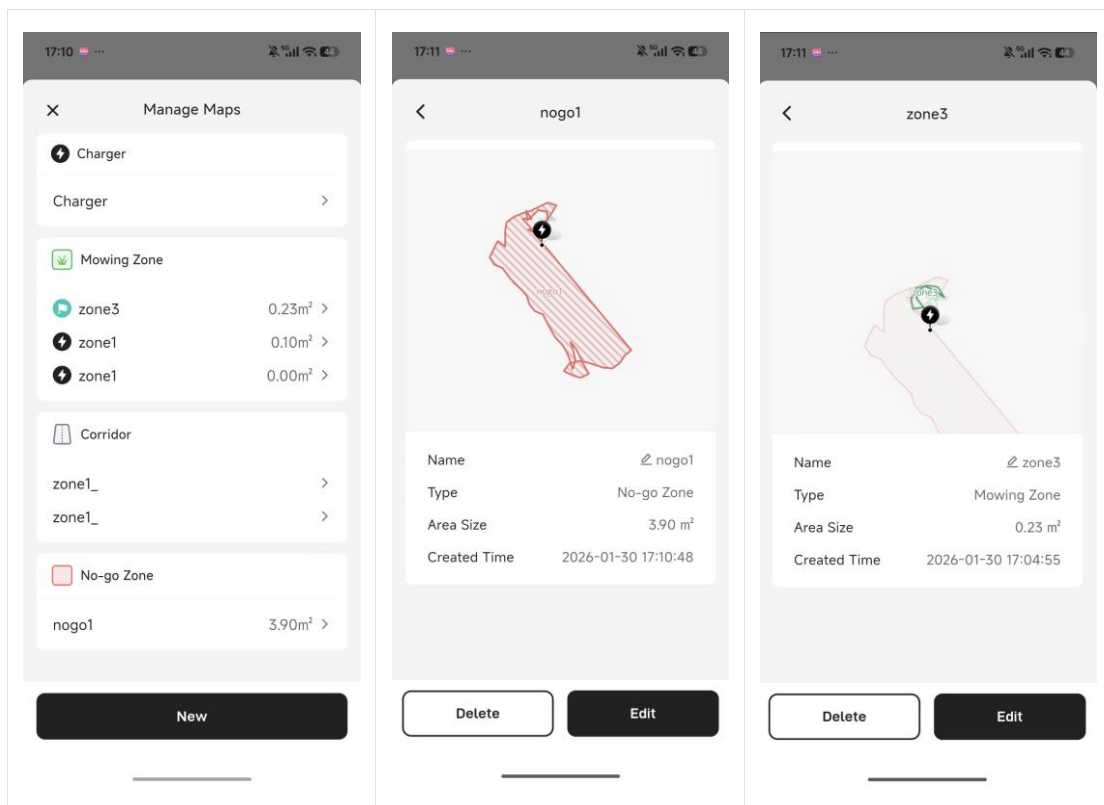 17:10 ...
Manage Maps
Charger
Charger
Mowing Zone
zone3 0.23m²
zone1 0.10m²
zone1 0.00m²
Corridor
zone1_
zone1_
No-go Zone
nogo1 3.90m²
New
17:11 ...
nogo1
nogo1
Name nogo1
Type No-go Zone
Area Size 3.90 m²
Created Time 2026-01-30 17:10:48
Delete Edit
17:11 ...
zone3
zone3
Name zone3
Type Mowing Zone
Area Size 0.23 m²
Created Time 2026-01-30 17:04:55
Delete Edit